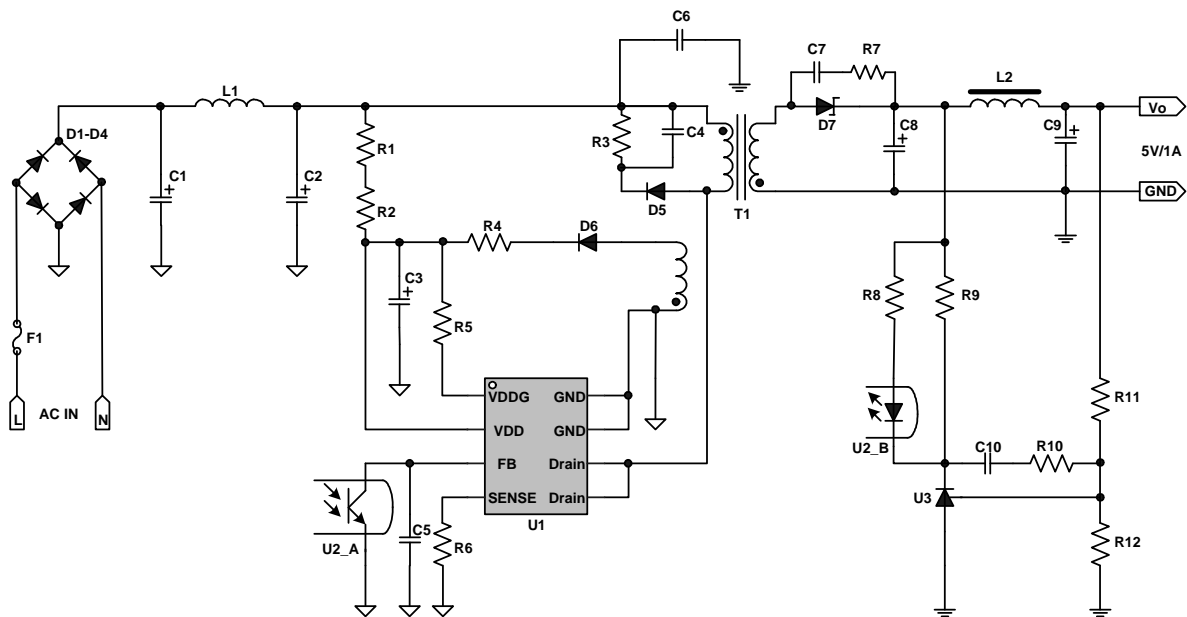 C6
C7
R7
L1
L2
Vo
D1-D4
R1
R3
C4
D7
C8
C9
5V/1A
C1
C2
R2
D5
T1
GND
R4
D6
C3
R8
R9
R5
F1
R11
VDDG
GND
L
AC IN
N
VDD
GND
U2_B
C10
R10
FB
Drain
SENSE
Drain
U3
U1
C5
R6
U2_A
R12